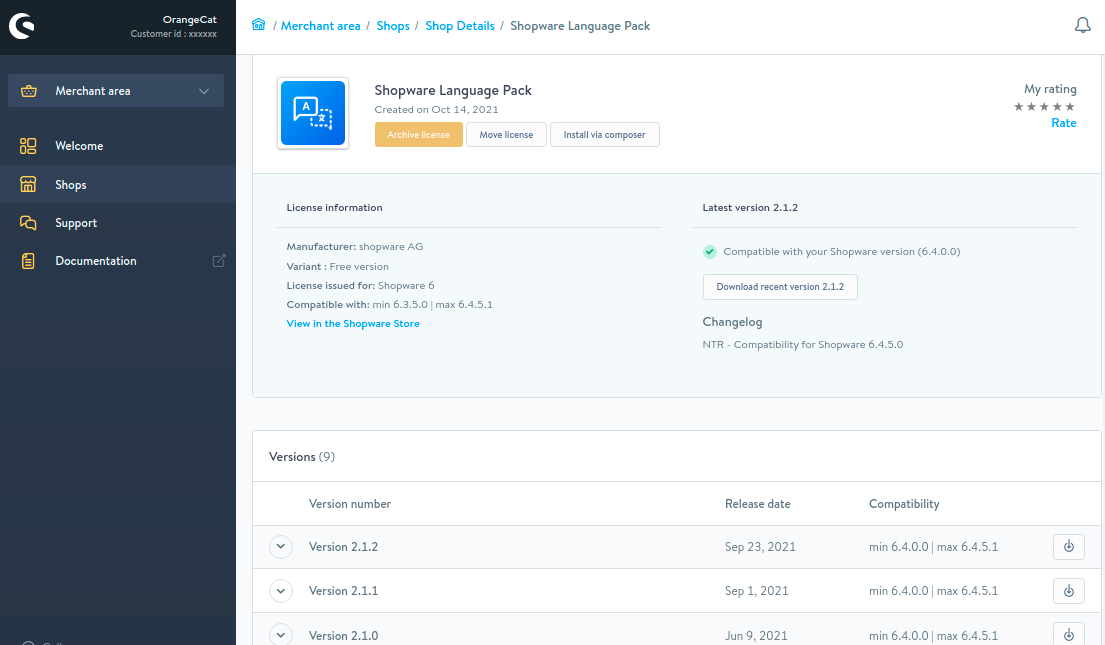 OrangeCat
Customer id : xxxxxx
Merchant area
Welcome
Shops
Support
Documentation
/ Merchant area / Shops / Shop Details / Shopware Language Pack
A
Shopware Language Pack
Created on Oct 14, 2021
Archive license
Move license
Install via composer
My rating
★★★★★
Rate
License information
Manufacturer: shopware AG
Variant : Free version
License issued for: Shopware 6
Compatible with: min 6.3.5.0 | max 6.4.5.1
View in the Shopware Store
Latest version 2.1.2
Compatible with your Shopware version (6.4.0.0)
Download recent version 2.1.2
Changelog
NTR - Compatibility for Shopware 6.4.5.0
Versions (9)
Version number Release date Compatibility
Version 2.1.2 Sep 23, 2021 min 6.4.0.0 | max 6.4.5.1
Version 2.1.1 Sep 1, 2021 min 6.4.0.0 | max 6.4.5.1
Version 2.1.0 Jun 9, 2021 min 6.4.0.0 | max 6.4.5.1